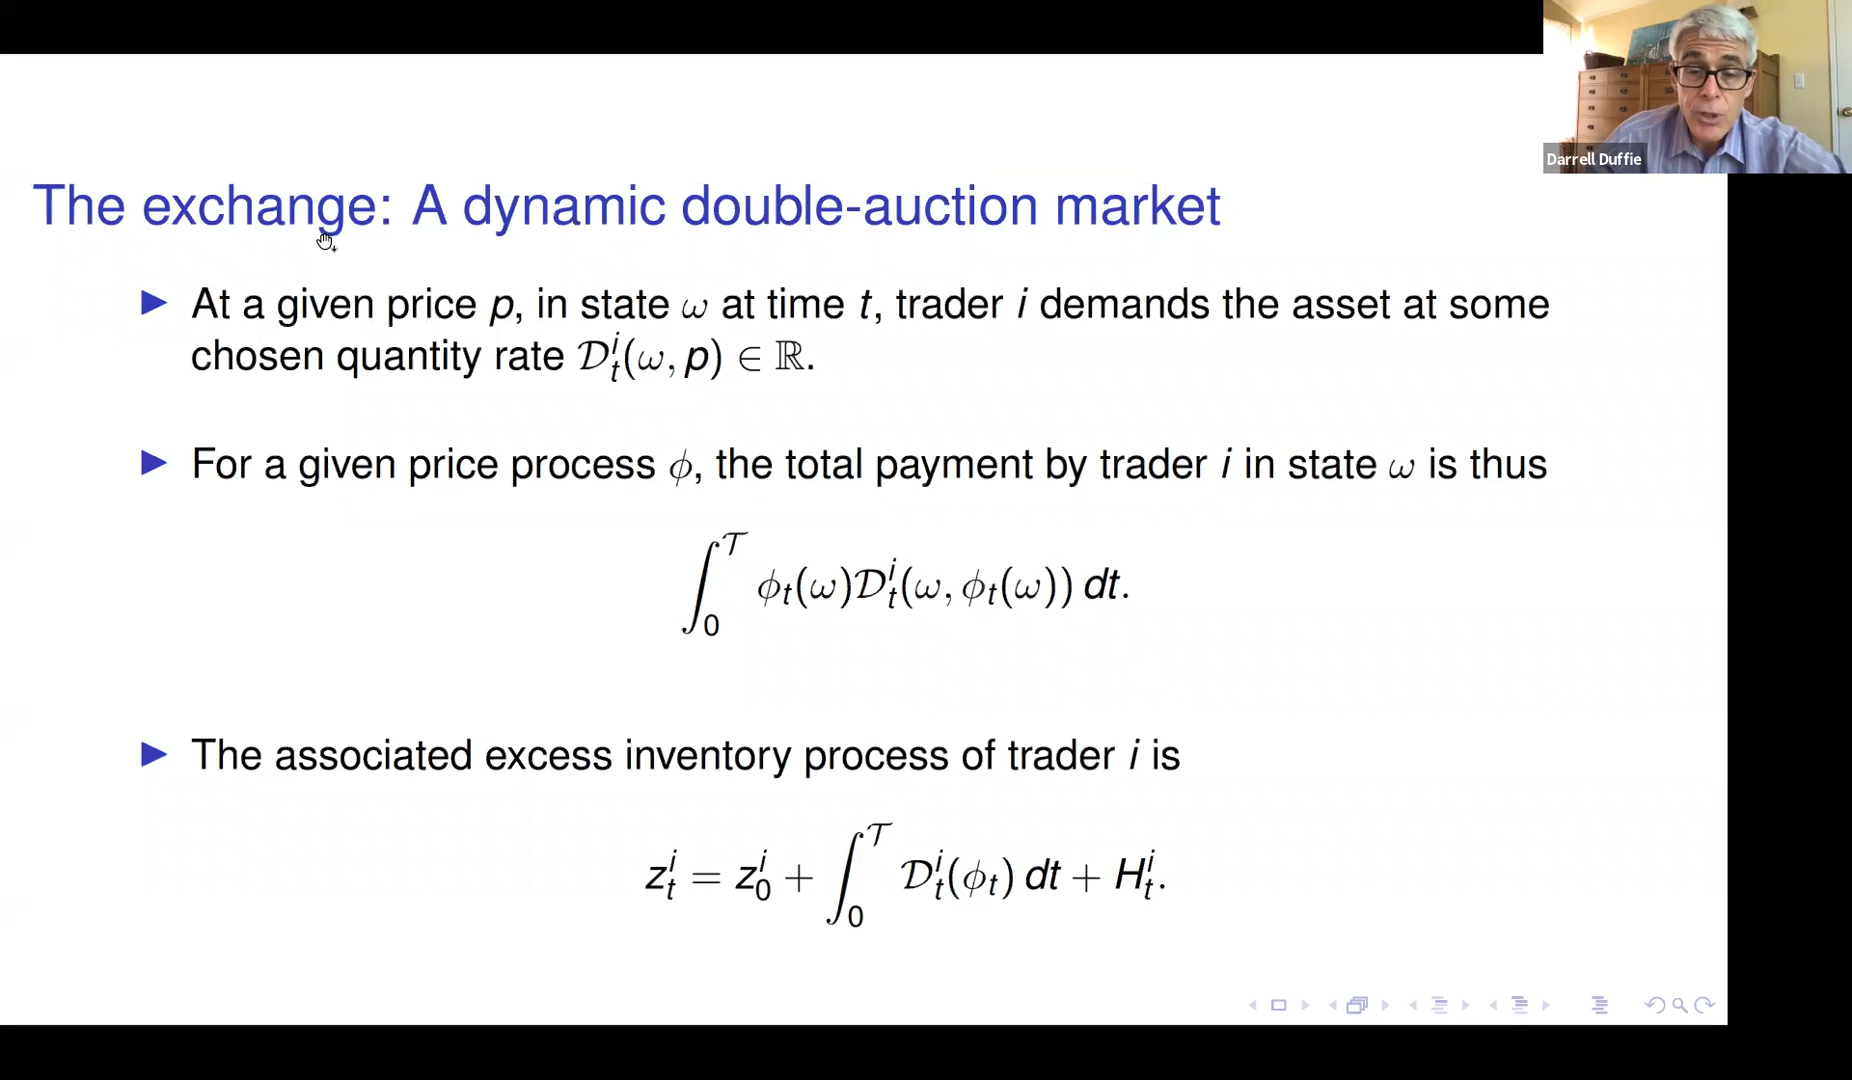 Darrell Duffie
The exchange: A dynamic double-auction market
At a given price p, in state ω at time t, trader i demands the asset at some
chosen quantity rate 𝒟ᵢₜ(ω, p) ∈ ℝ.
For a given price process ϕ, the total payment by trader i in state ω is thus
∫₀^𝒯 ϕₜ(ω)𝒟ⁱₜ(ω, ϕₜ(ω)) dt.
The associated excess inventory process of trader i is
zⁱₜ = zⁱ₀ + ∫₀^𝒯 𝒟ⁱₜ(ϕₜ) dt + Hⁱₜ.